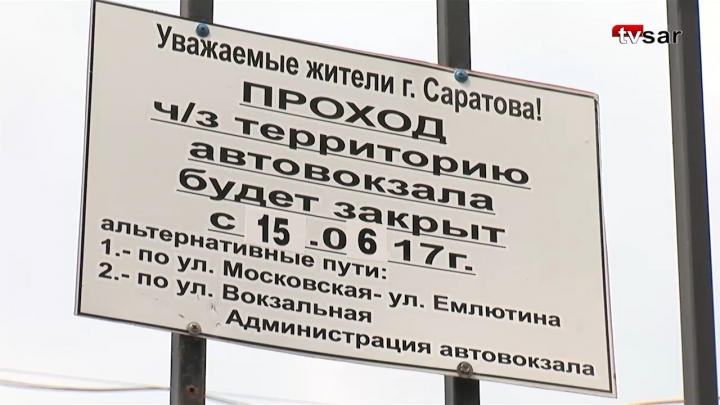 tvsar
Уважаемые жители г. Саратова!
ПРОХОД
ч/з территорию
автовокзала
будет закрыт
с 15 .06 17г.
альтернативные пути:
1.- по ул. Московская- ул. Емлютина
2.- по ул. Вокзальная
Администрация автовокзала